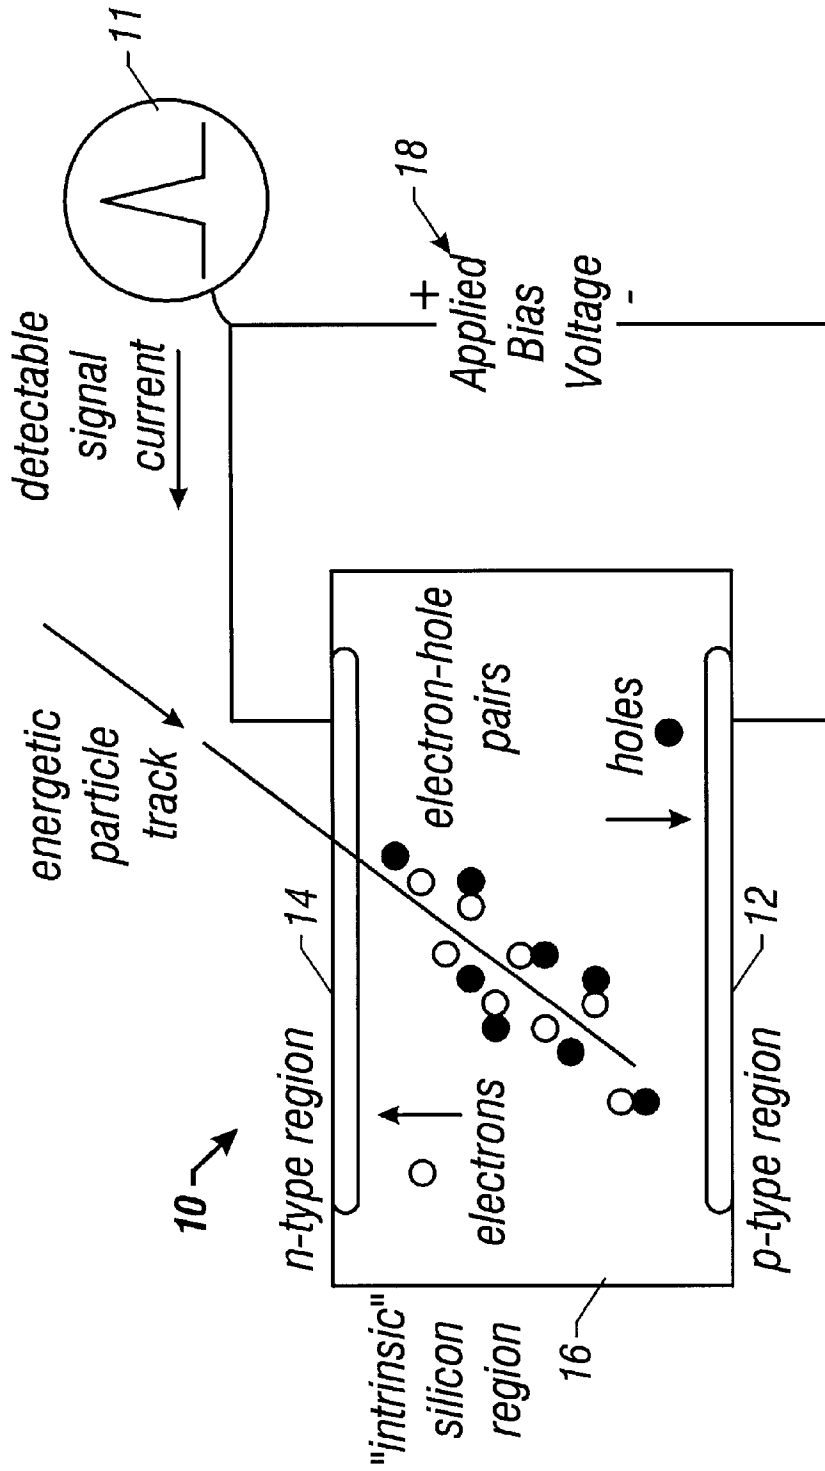 10
energetic
particle
track
detectable
signal
current
11
n-type region
14
"intrinsic"
silicon
region
16
electrons
electron-hole
pairs
holes
+
Applied
Bias
Voltage
-
18
p-type region
12